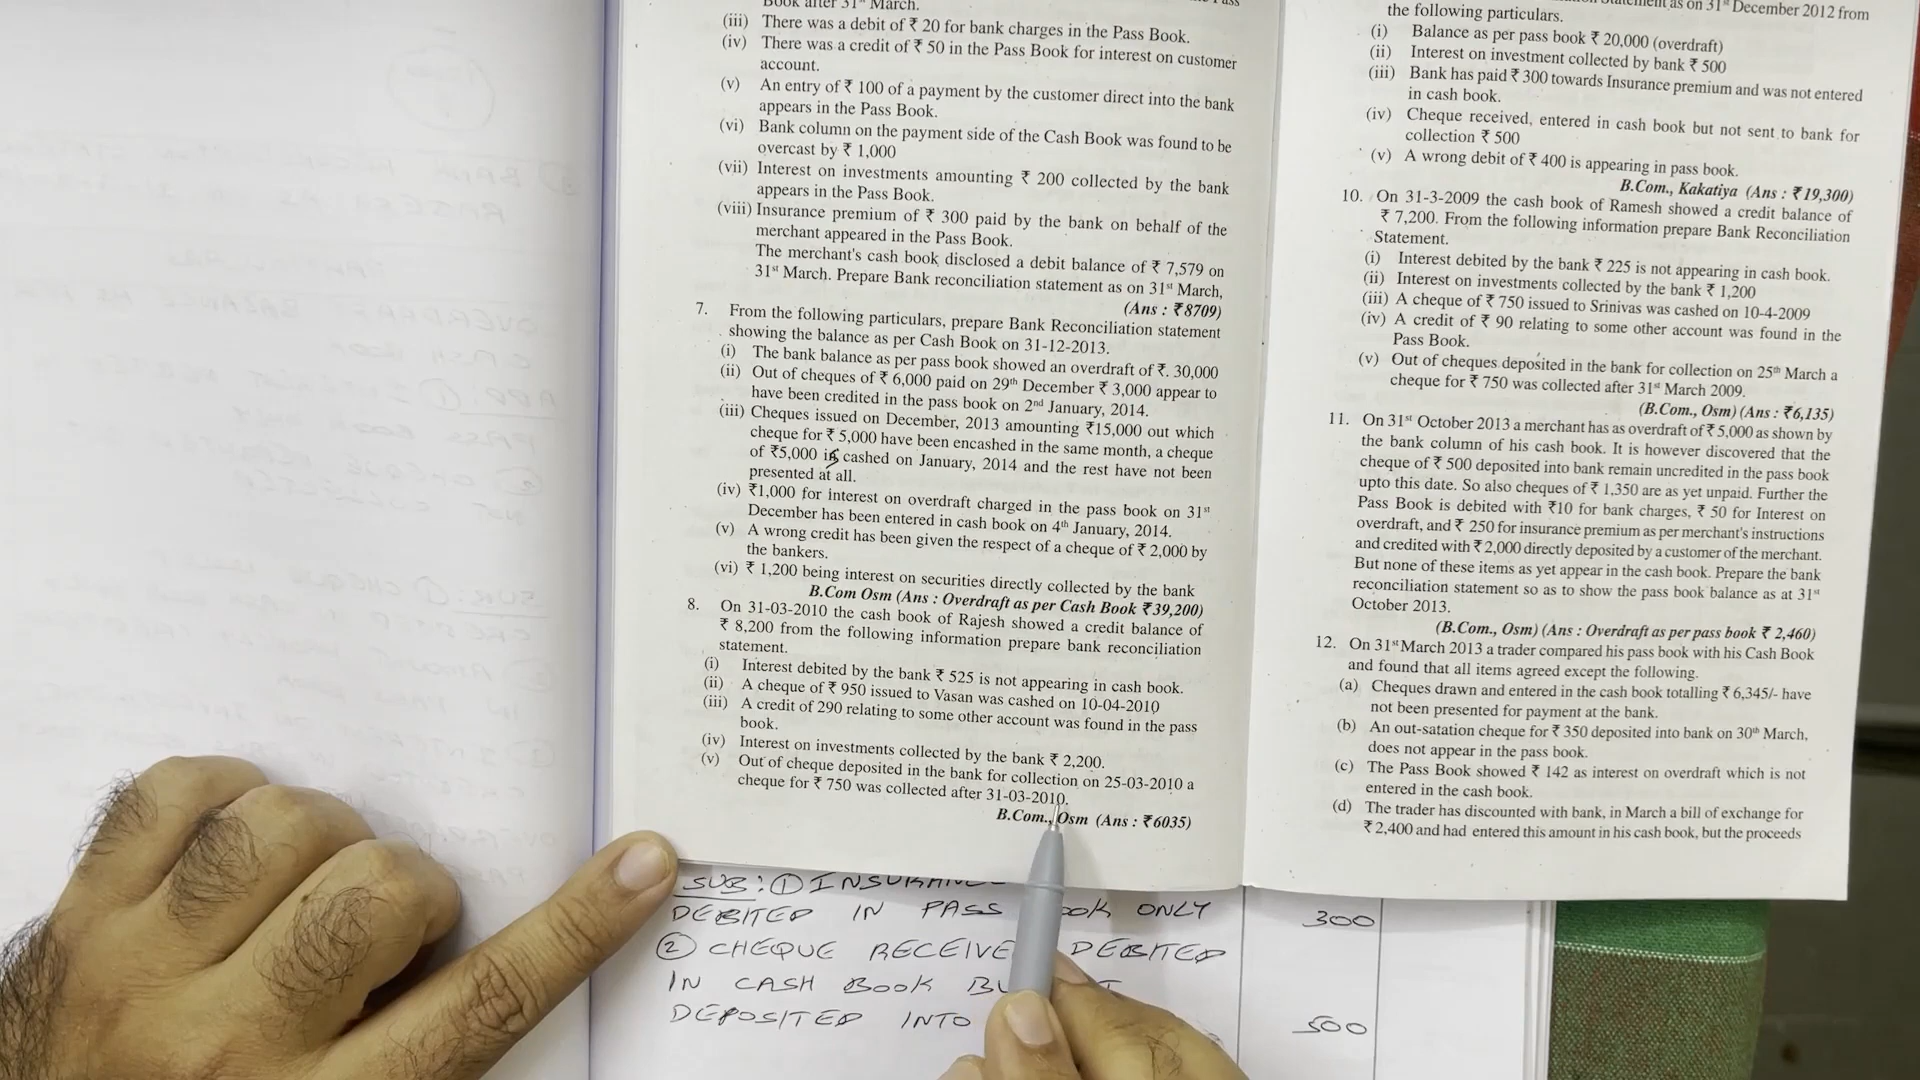 Book after 31st March.
(iii) There was a debit of ₹ 20 for bank charges in the Pass Book.
(iv) There was a credit of ₹ 50 in the Pass Book for interest on customer
account.
(v) An entry of ₹ 100 of a payment by the customer direct into the bank
appears in the Pass Book.
(vi) Bank column on the payment side of the Cash Book was found to be
overcast by ₹ 1,000
(vii) Interest on investments amounting ₹ 200 collected by the bank
appears in the Pass Book.
(viii) Insurance premium of ₹ 300 paid by the bank on behalf of the
merchant appeared in the Pass Book.
The merchant's cash book disclosed a debit balance of ₹ 7,579 on
31st March. Prepare Bank reconciliation statement as on 31st March,
(Ans : ₹8709)
7. From the following particulars, prepare Bank Reconciliation statement
showing the balance as per Cash Book on 31-12-2013.
(i) The bank balance as per pass book showed an overdraft of ₹. 30,000
(ii) Out of cheques of ₹ 6,000 paid on 29th December ₹ 3,000 appear to
have been credited in the pass book on 2nd January, 2014.
(iii) Cheques issued on December, 2013 amounting ₹15,000 out which
cheque for ₹ 5,000 have been encashed in the same month, a cheque
of ₹5,000 is cashed on January, 2014 and the rest have not been
presented at all.
(iv) ₹1,000 for interest on overdraft charged in the pass book on 31st
December has been entered in cash book on 4th January, 2014.
(v) A wrong credit has been given the respect of a cheque of ₹ 2,000 by
the bankers.
(vi) ₹ 1,200 being interest on securities directly collected by the bank
B.Com Osm (Ans : Overdraft as per Cash Book ₹39,200)
8. On 31-03-2010 the cash book of Rajesh showed a credit balance of
₹ 8,200 from the following information prepare bank reconciliation
statement.
(i) Interest debited by the bank ₹ 525 is not appearing in cash book.
(ii) A cheque of ₹ 950 issued to Vasan was cashed on 10-04-2010
(iii) A credit of 290 relating to some other account was found in the pass
book.
(iv) Interest on investments collected by the bank ₹ 2,200.
(v) Out of cheque deposited in the bank for collection on 25-03-2010 a
cheque for ₹ 750 was collected after 31-03-2010.
B.Com., Osm (Ans : ₹6035)
as on 31st December 2012 from
the following particulars.
(i) Balance as per pass book ₹ 20,000 (overdraft)
(ii) Interest on investment collected by bank ₹ 500
(iii) Bank has paid ₹ 300 towards Insurance premium and was not entered
in cash book.
(iv) Cheque received, entered in cash book but not sent to bank for
collection ₹ 500
(v) A wrong debit of ₹ 400 is appearing in pass book.
B.Com., Kakatiya (Ans : ₹19,300)
10. On 31-3-2009 the cash book of Ramesh showed a credit balance of
₹ 7,200. From the following information prepare Bank Reconciliation
Statement.
(i) Interest debited by the bank ₹ 225 is not appearing in cash book.
(ii) Interest on investments collected by the bank ₹ 1,200
(iii) A cheque of ₹ 750 issued to Srinivas was cashed on 10-4-2009
(iv) A credit of ₹ 90 relating to some other account was found in the
Pass Book.
(v) Out of cheques deposited in the bank for collection on 25th March a
cheque for ₹ 750 was collected after 31st March 2009.
(B.Com., Osm) (Ans : ₹6,135)
11. On 31st October 2013 a merchant has as overdraft of ₹ 5,000 as shown by
the bank column of his cash book. It is however discovered that the
cheque of ₹ 500 deposited into bank remain uncredited in the pass book
upto this date. So also cheques of ₹ 1,350 are as yet unpaid. Further the
Pass Book is debited with ₹10 for bank charges, ₹ 50 for Interest on
overdraft, and ₹ 250 for insurance premium as per merchant's instructions
and credited with ₹ 2,000 directly deposited by a customer of the merchant.
But none of these items as yet appear in the cash book. Prepare the bank
reconciliation statement so as to show the pass book balance as at 31st
October 2013.
(B.Com., Osm) (Ans : Overdraft as per pass book ₹ 2,460)
12. On 31st March 2013 a trader compared his pass book with his Cash Book
and found that all items agreed except the following.
(a) Cheques drawn and entered in the cash book totalling ₹ 6,345/- have
not been presented for payment at the bank.
(b) An out-satation cheque for ₹ 350 deposited into bank on 30th March,
does not appear in the pass book.
(c) The Pass Book showed ₹ 142 as interest on overdraft which is not
entered in the cash book.
(d) The trader has discounted with bank, in March a bill of exchange for
₹ 2,400 and had entered this amount in his cash book, but the proceeds
SUB: ① INSURANCE
DEBITED IN PASS BOOK ONLY 300
② CHEQUE RECEIVED DEBITED
IN CASH BOOK
DEPOSITED INTO 500